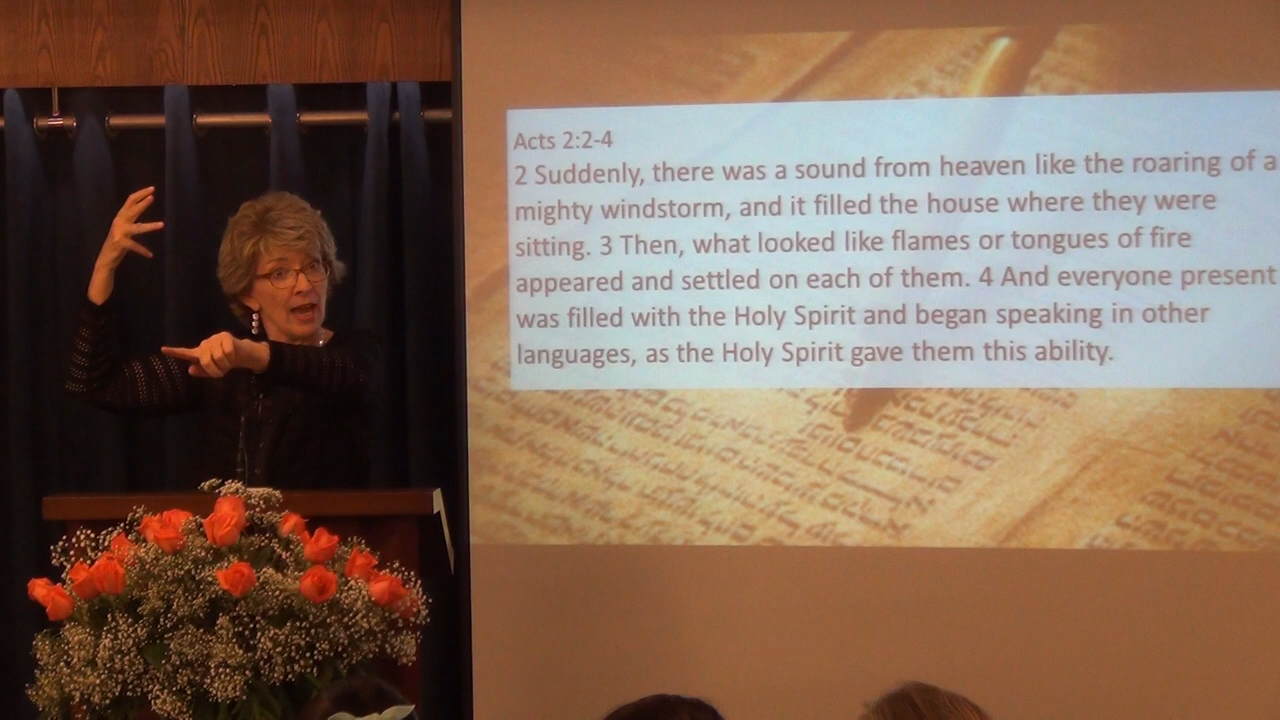 Acts 2:2-4
2 Suddenly, there was a sound from heaven like the roaring of a
mighty windstorm, and it filled the house where they were
sitting. 3 Then, what looked like flames or tongues of fire
appeared and settled on each of them. 4 And everyone present
was filled with the Holy Spirit and began speaking in other
languages, as the Holy Spirit gave them this ability.